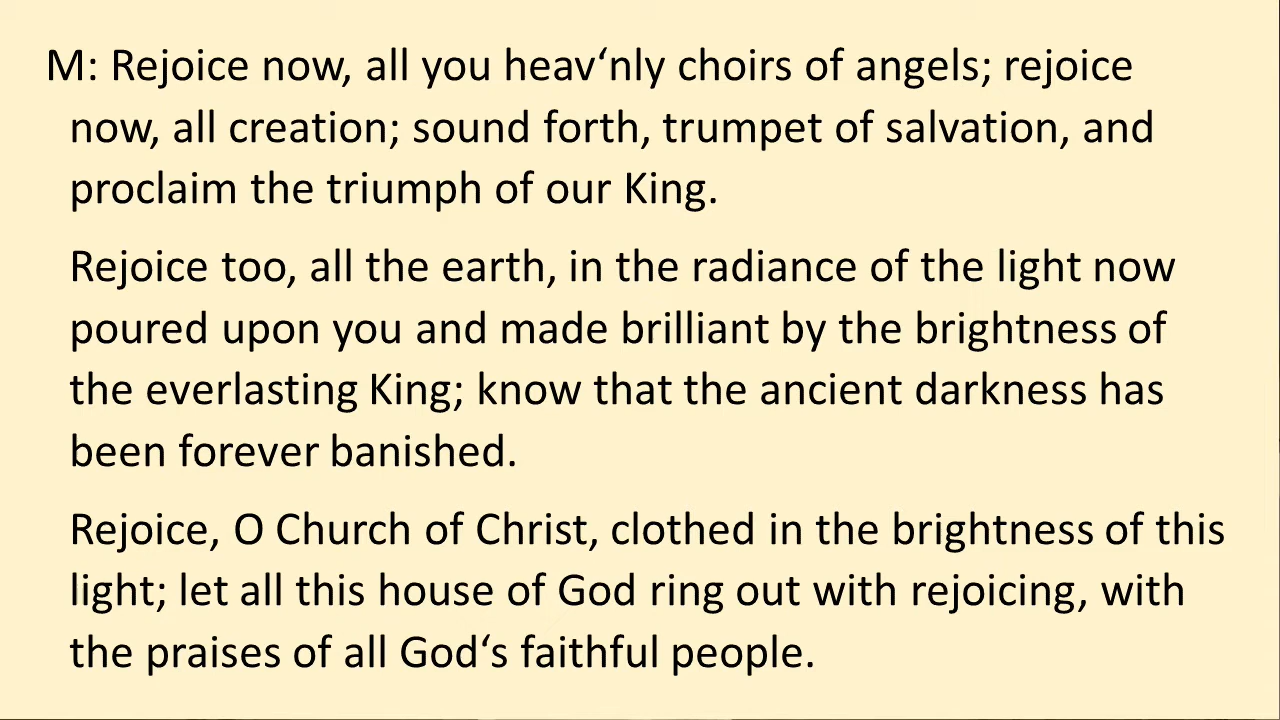 M: Rejoice now, all you heav‘nly choirs of angels; rejoice
now, all creation; sound forth, trumpet of salvation, and
proclaim the triumph of our King.
Rejoice too, all the earth, in the radiance of the light now
poured upon you and made brilliant by the brightness of
the everlasting King; know that the ancient darkness has
been forever banished.
Rejoice, O Church of Christ, clothed in the brightness of this
light; let all this house of God ring out with rejoicing, with
the praises of all God‘s faithful people.